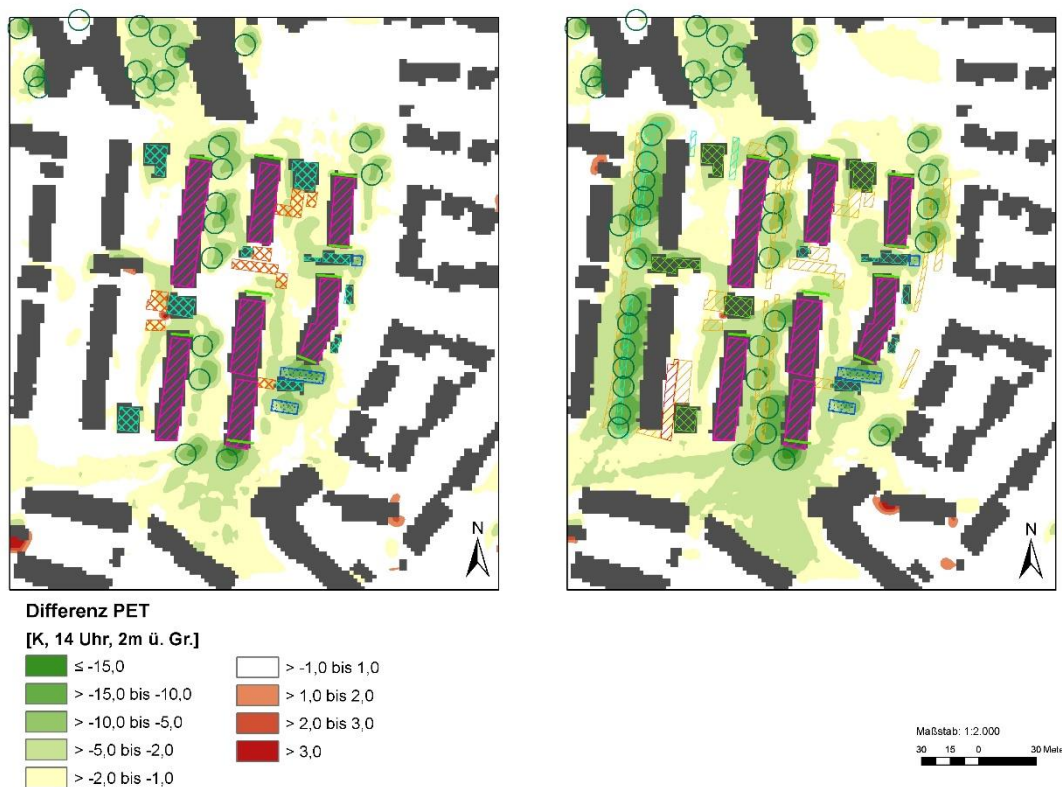 N
N
Differenz PET
[K, 14 Uhr, 2m ü. Gr.]
≤ -15,0
> -15,0 bis -10,0
> -10,0 bis -5,0
> -5,0 bis -2,0
> -2,0 bis -1,0
> -1,0 bis 1,0
> 1,0 bis 2,0
> 2,0 bis 3,0
> 3,0
Maßstab: 1:2.000
30 15 0 30 Mete